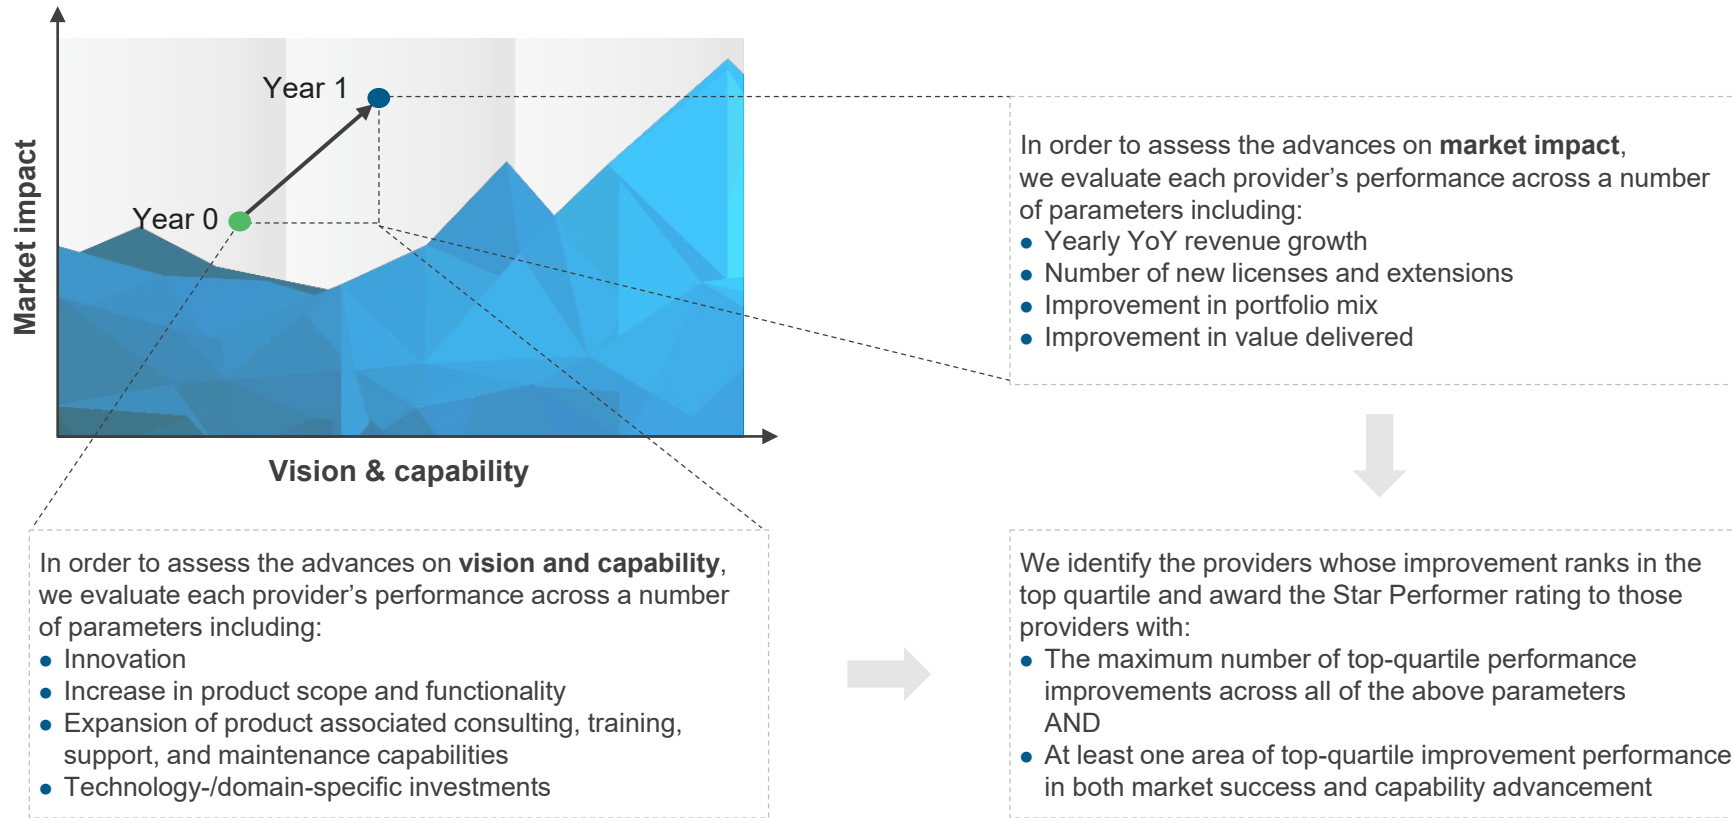 Year 1
Year 0
Market impact
Vision & capability
In order to assess the advances on market impact,
we evaluate each provider’s performance across a number
of parameters including:
● Yearly YoY revenue growth
● Number of new licenses and extensions
● Improvement in portfolio mix
● Improvement in value delivered
In order to assess the advances on vision and capability,
we evaluate each provider’s performance across a number
of parameters including:
● Innovation
● Increase in product scope and functionality
● Expansion of product associated consulting, training,
support, and maintenance capabilities
● Technology-/domain-specific investments
We identify the providers whose improvement ranks in the
top quartile and award the Star Performer rating to those
providers with:
● The maximum number of top-quartile performance
improvements across all of the above parameters
AND
● At least one area of top-quartile improvement performance
in both market success and capability advancement